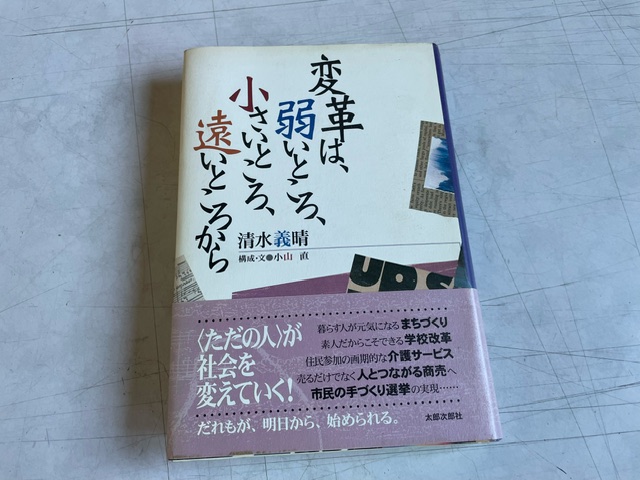 変革は、
弱いところ、
小さいところ、
遠いところから
清水義晴
構成・文●小山 直
UPS
〈ただの人〉が
社会を
変えていく!
暮らす人が元気になるまちづくり
素人だからこそできる学校改革
住民参加の画期的な介護サービス
売るだけでなく人とつながる商売へ
市民の手づくり選挙の実現……
だれもが、明日から、始められる。
太郎次郎社